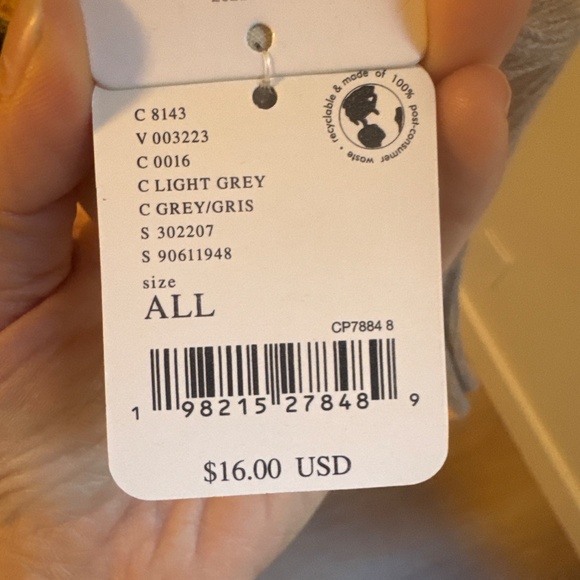 C 8143
V 003223
C 0016
C LIGHT GREY
C GREY/GRIS
S 302207
S 90611948
size
ALL
recyclable & made of 100% post-consumer waste •
CP7884 8
1 98215 27848 9
$16.00 USD